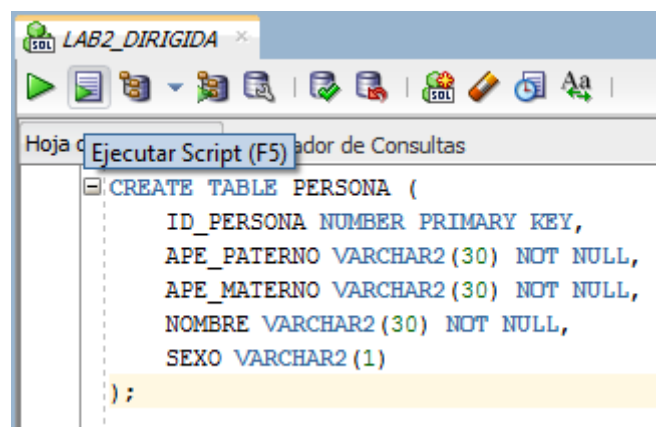 LAB2_DIRIGIDA
Hoja
Ejecutar Script (F5)
de Consultas
CREATE TABLE PERSONA (
ID_PERSONA NUMBER PRIMARY KEY,
APE_PATERNO VARCHAR2(30) NOT NULL,
APE_MATERNO VARCHAR2(30) NOT NULL,
NOMBRE VARCHAR2(30) NOT NULL,
SEXO VARCHAR2(1)
);